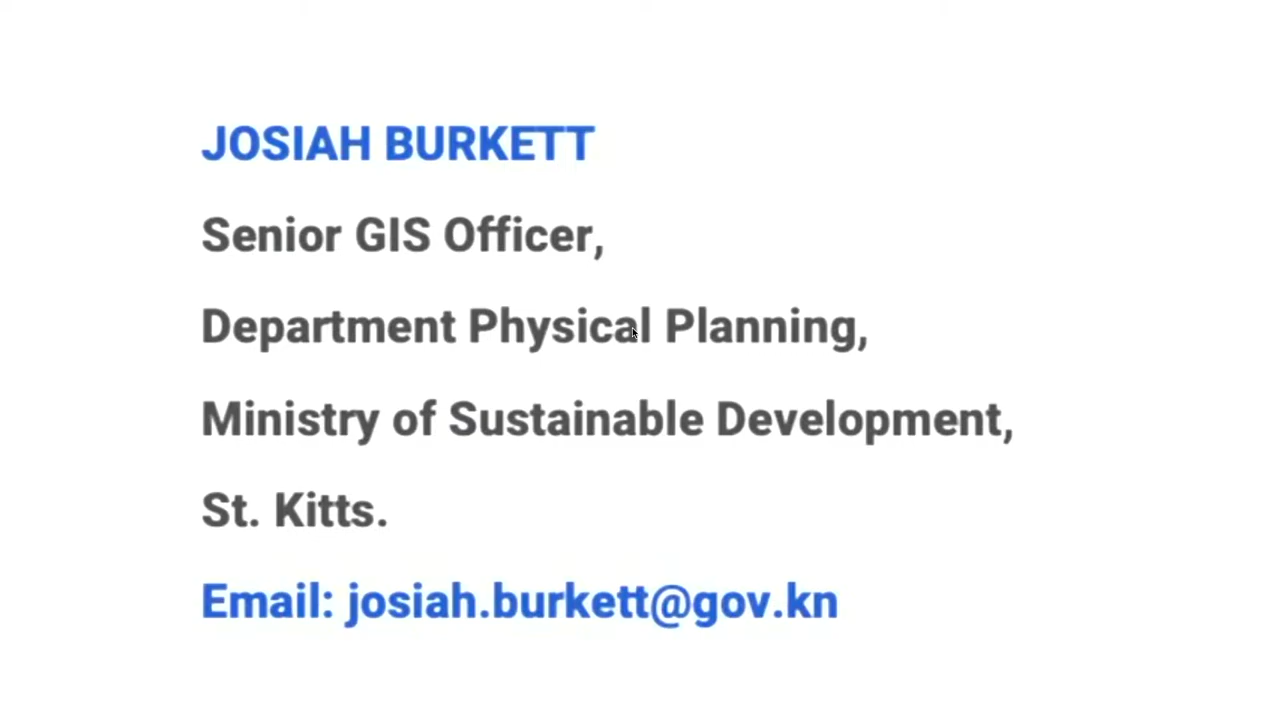 JOSIAH BURKETT
Senior GIS Officer,
Department Physical Planning,
Ministry of Sustainable Development,
St. Kitts.
Email: josiah.burkett@gov.kn